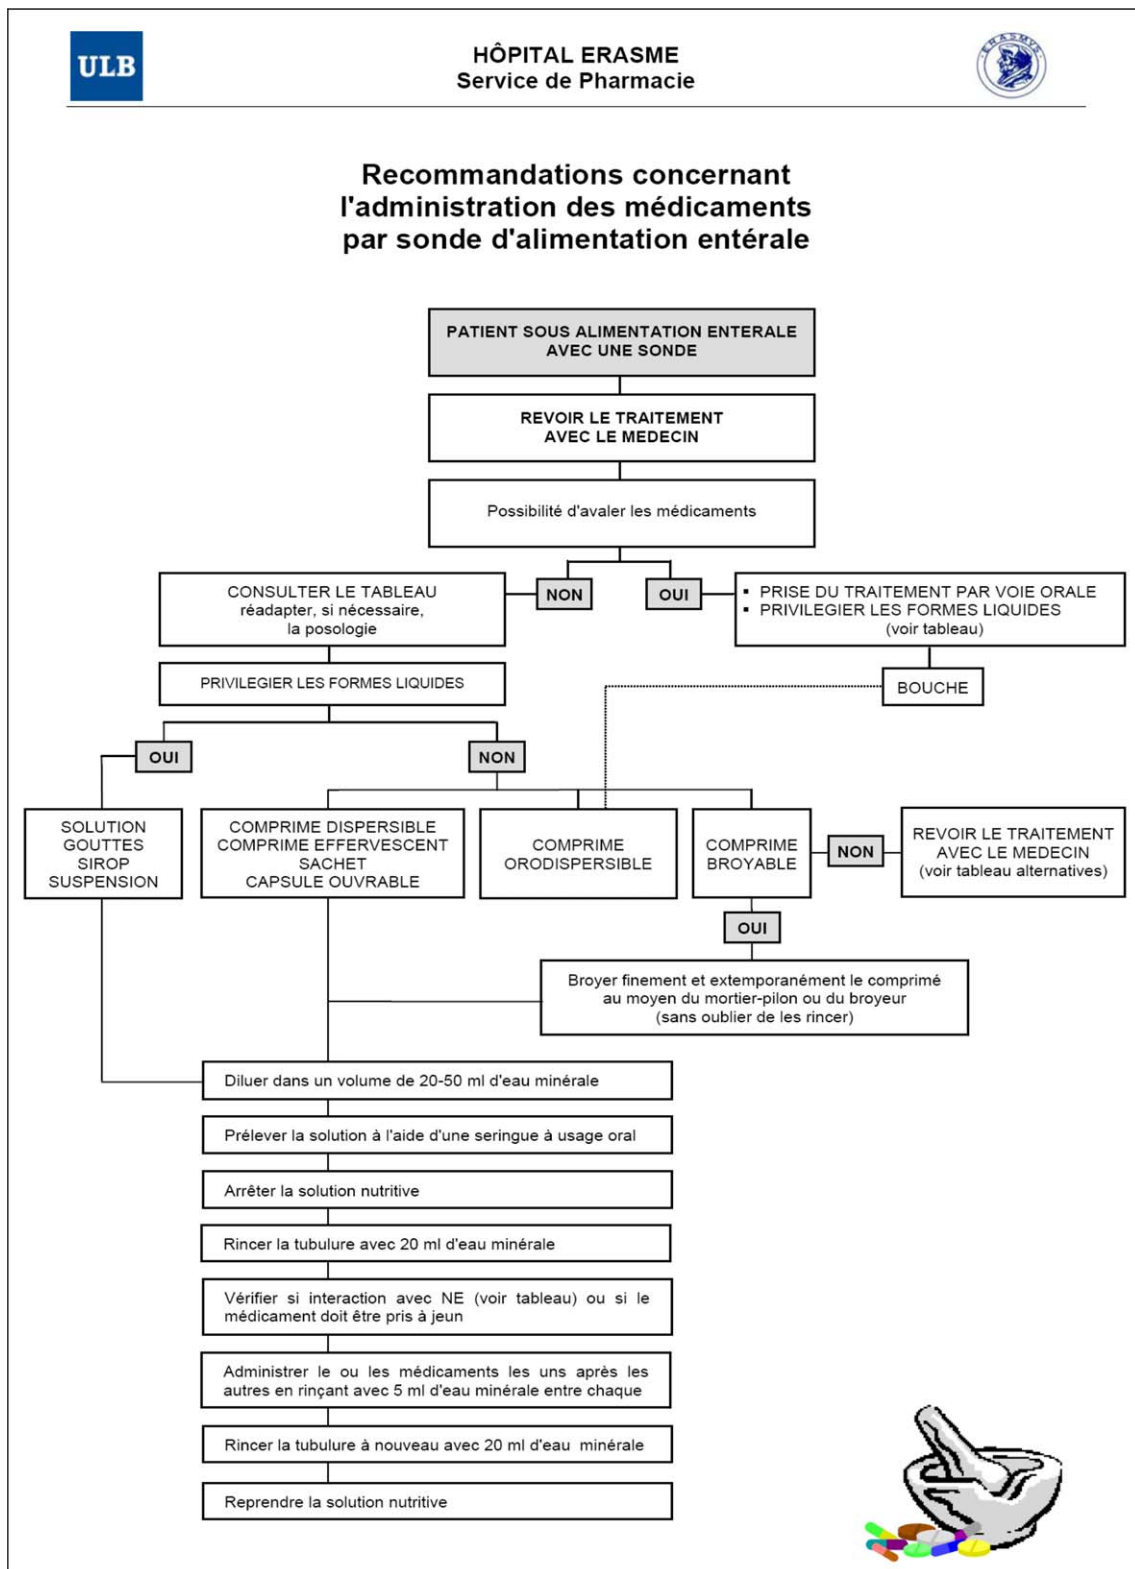 ULB
HÔPITAL ERASME
Service de Pharmacie
ERASMVS
Recommandations concernant
l'administration des médicaments
par sonde d'alimentation entérale
PATIENT SOUS ALIMENTATION ENTERALE
AVEC UNE SONDE
REVOIR LE TRAITEMENT
AVEC LE MEDECIN
Possibilité d'avaler les médicaments
NON
OUI
CONSULTER LE TABLEAU
réadapter, si nécessaire,
la posologie
▪ PRISE DU TRAITEMENT PAR VOIE ORALE
▪ PRIVILEGIER LES FORMES LIQUIDES
(voir tableau)
PRIVILEGIER LES FORMES LIQUIDES
BOUCHE
OUI
NON
SOLUTION
GOUTTES
SIROP
SUSPENSION
COMPRIME DISPERSIBLE
COMPRIME EFFERVESCENT
SACHET
CAPSULE OUVRABLE
COMPRIME
ORODISPERSIBLE
COMPRIME
BROYABLE
NON
REVOIR LE TRAITEMENT
AVEC LE MEDECIN
(voir tableau alternatives)
OUI
Broyer finement et extemporanément le comprimé
au moyen du mortier-pilon ou du broyeur
(sans oublier de les rincer)
Diluer dans un volume de 20-50 ml d'eau minérale
Prélever la solution à l'aide d'une seringue à usage oral
Arrêter la solution nutritive
Rincer la tubulure avec 20 ml d'eau minérale
Vérifier si interaction avec NE (voir tableau) ou si le
médicament doit être pris à jeun
Administrer le ou les médicaments les uns après les
autres en rinçant avec 5 ml d'eau minérale entre chaque
Rincer la tubulure à nouveau avec 20 ml d'eau minérale
Reprendre la solution nutritive